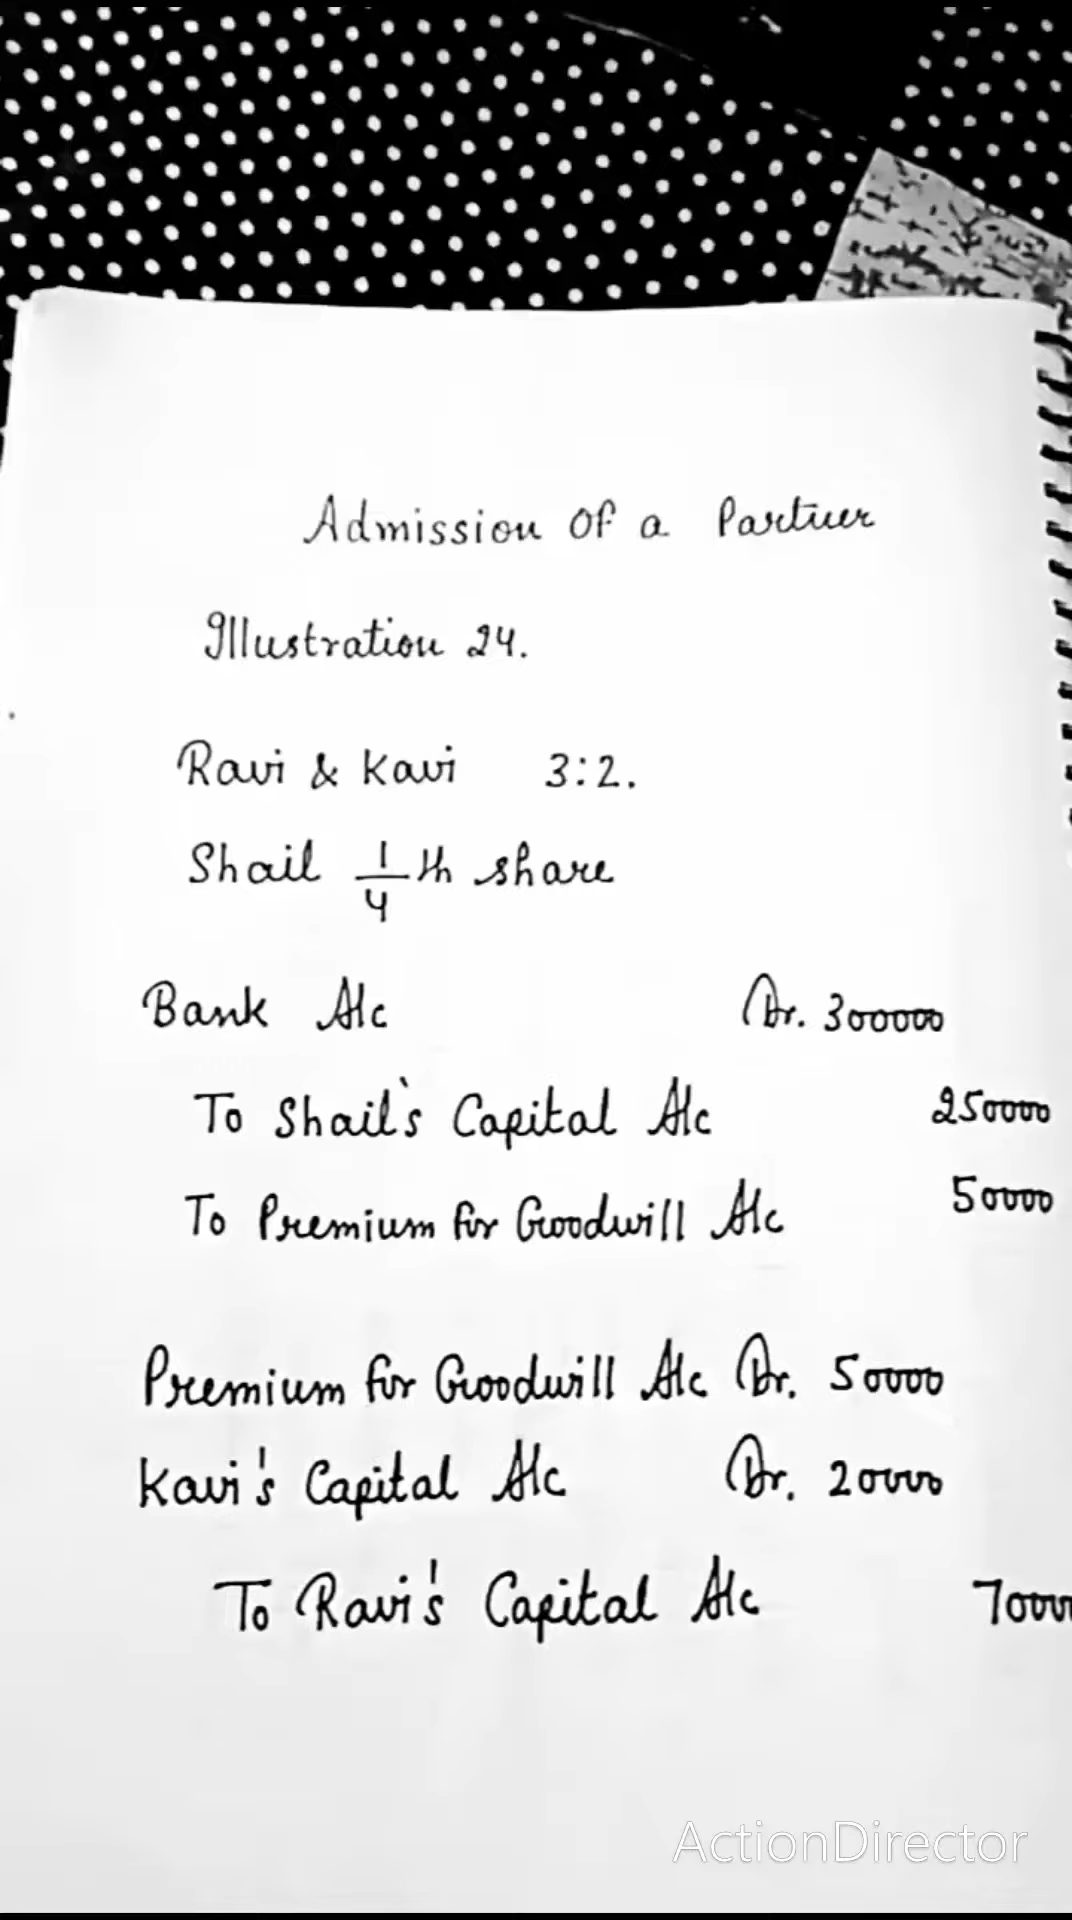 Admission Of a Partner
Illustration 24.
Ravi & Kavi 3:2.
Shail 1/4 th share
Bank A/c Dr. 300000
To Shail's Capital A/c 250000
To Premium for Goodwill A/c 50000
Premium for Goodwill A/c Dr. 50000
Kavi's Capital A/c Dr. 20000
To Ravi's Capital A/c 7000
ActionDirector